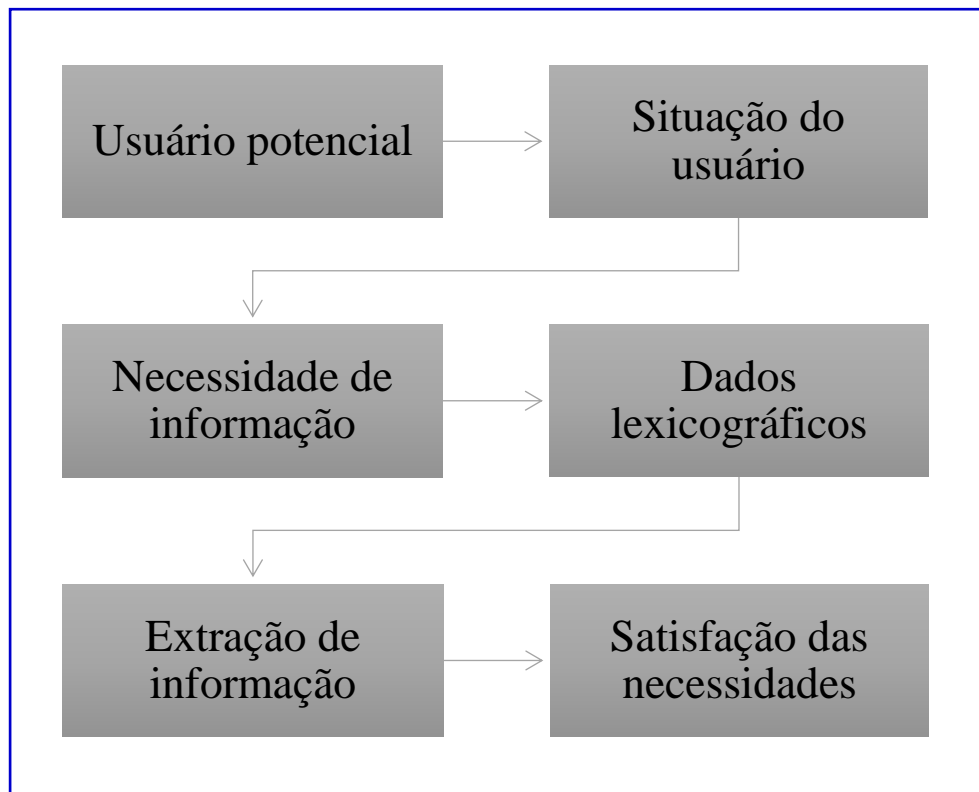 Usuário potencial
Situação do
usuário
Necessidade de
informação
Dados
lexicográficos
Extração de
informação
Satisfação das
necessidades